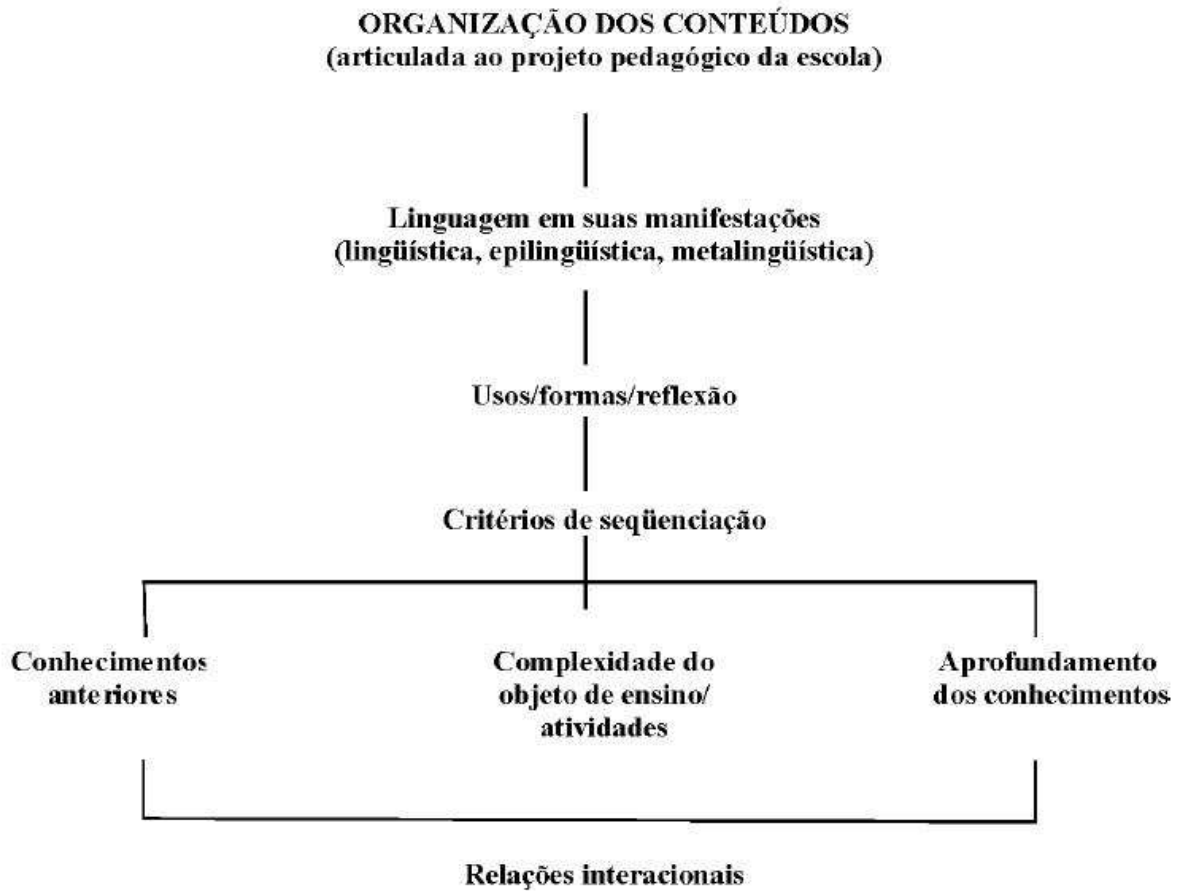 ORGANIZAÇÃO DOS CONTEÚDOS
(articulada ao projeto pedagógico da escola)
Linguagem em suas manifestações
(lingüística, epilingüística, metalingüística)
Usos/formas/reflexão
Critérios de seqüenciação
Conhecimentos
anteriores
Complexidade do
objeto de ensino/
atividades
Aprofundamento
dos conhecimentos
Relações interacionais